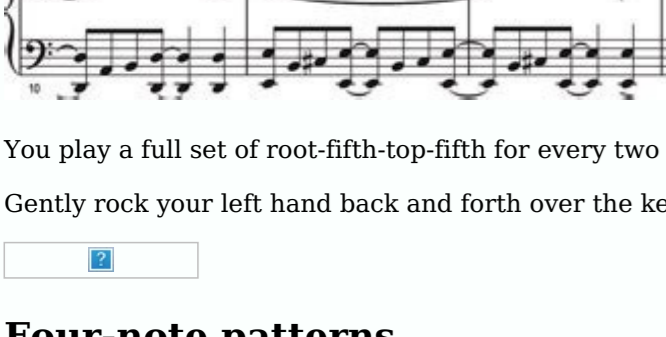 10
You play a full set of root-fifth-top-fifth for every two
Gently rock your left hand back and forth over the
?
Four-note patterns